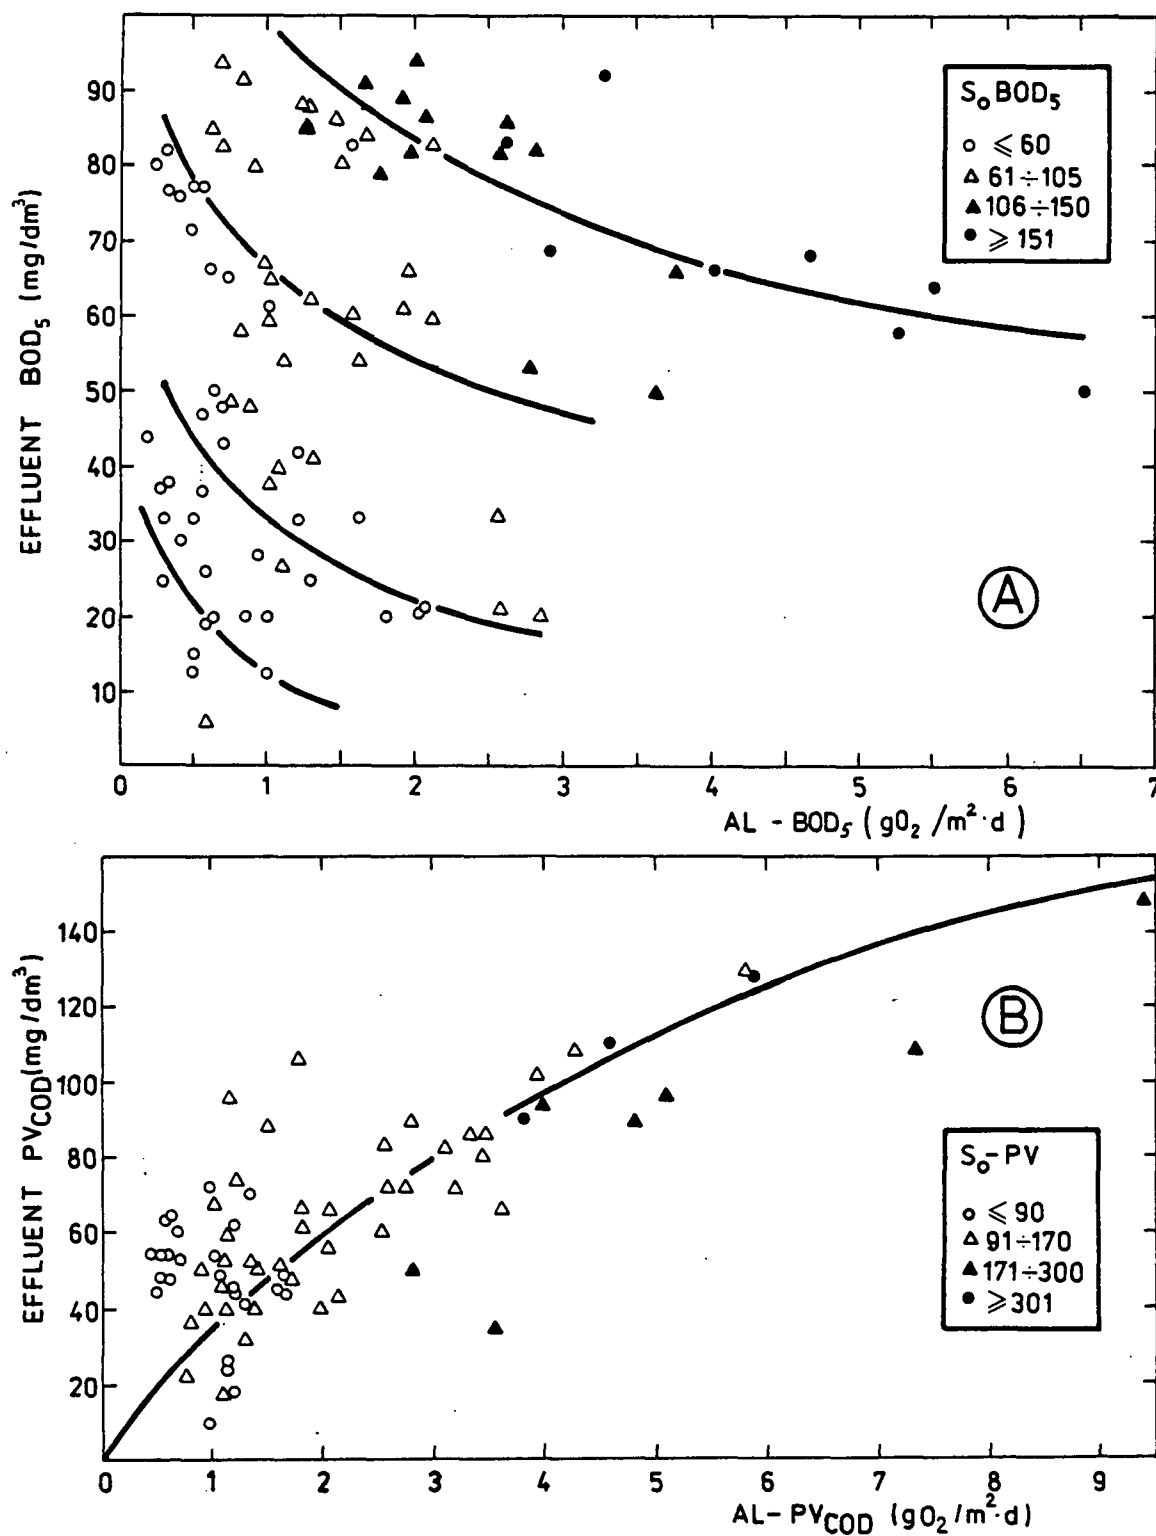 90
80
70
60
50
40
30
20
10
EFFLUENT BOD₅ (mg/dm³)
S₀ BOD₅
○ ≤ 60
△ 61÷105
▲ 106÷150
● ≥ 151
A
0 1 2 3 4 5 6 7
AL – BOD₅ (gO₂/m²·d)
140
120
100
80
60
40
20
EFFLUENT PV_COD (mg/dm³)
B
S₀-PV
○ ≤ 90
△ 91÷170
▲ 171÷300
● ≥ 301
0 1 2 3 4 5 6 7 8 9
AL–PV_COD (gO₂/m²·d)